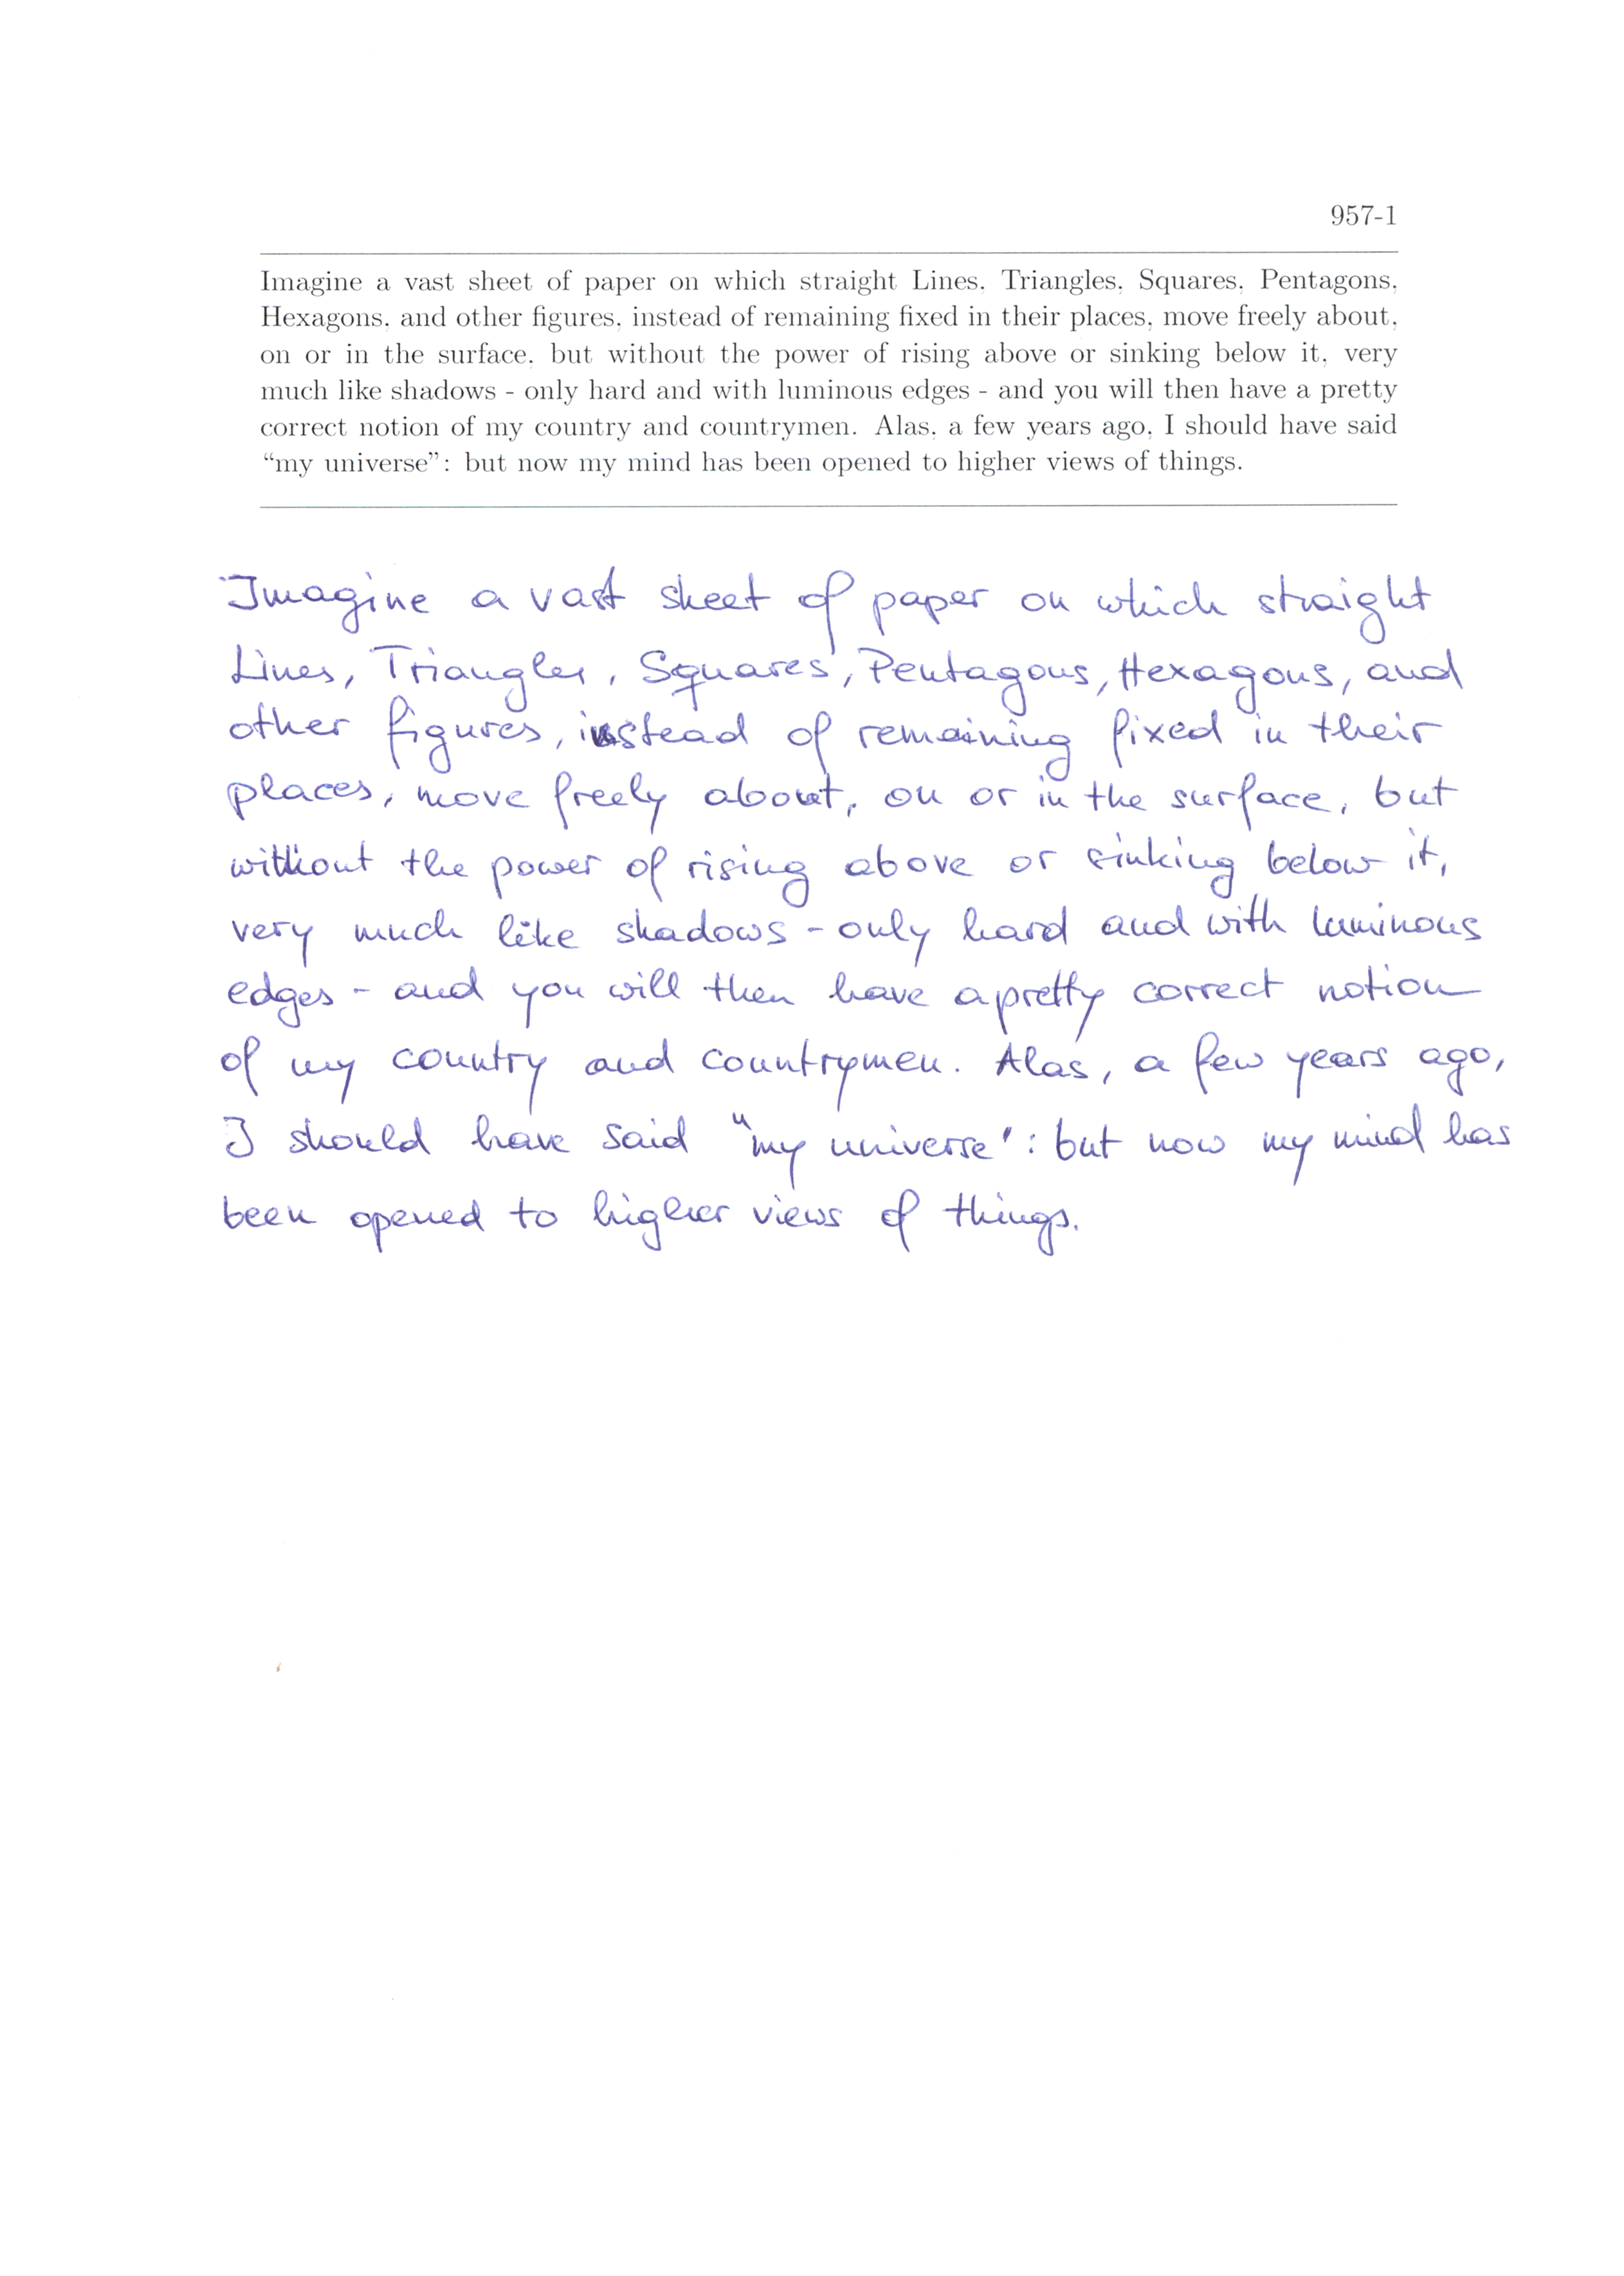 957-1
Imagine a vast sheet of paper on which straight Lines, Triangles, Squares, Pentagons,
Hexagons, and other figures, instead of remaining fixed in their places, move freely about,
on or in the surface, but without the power of rising above or sinking below it, very
much like shadows - only hard and with luminous edges - and you will then have a pretty
correct notion of my country and countrymen. Alas, a few years ago, I should have said
“my universe”: but now my mind has been opened to higher views of things.
Imagine a vast sheet of paper on which straight
Lines, Triangles, Squares, Pentagons, Hexagons, and
other figures, instead of remaining fixed in their
places, move freely about, on or in the surface, but
without the power of rising above or sinking below it,
very much like shadows - only hard and with luminous
edges - and you will then have a pretty correct notion
of my country and countrymen. Alas, a few years ago,
I should have said "my universe": but now my mind has
been opened to higher views of things.